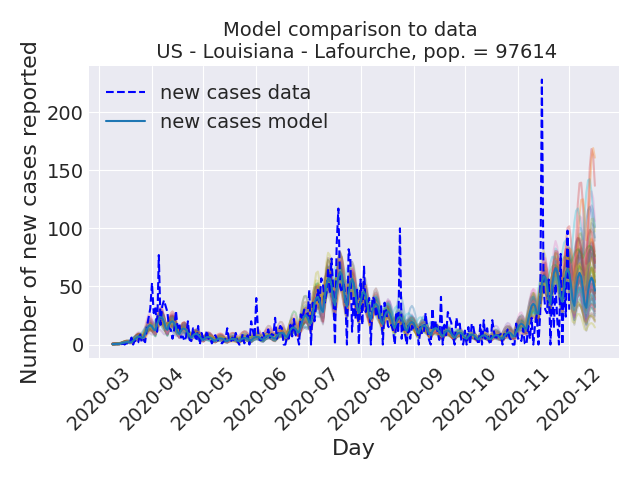 Model comparison to data
US - Louisiana - Lafourche, pop. = 97614
Number of new cases reported
new cases data
new cases model
200
150
100
50
0
2020-03
2020-04
2020-05
2020-06
2020-07
2020-08
2020-09
2020-10
2020-11
2020-12
Day